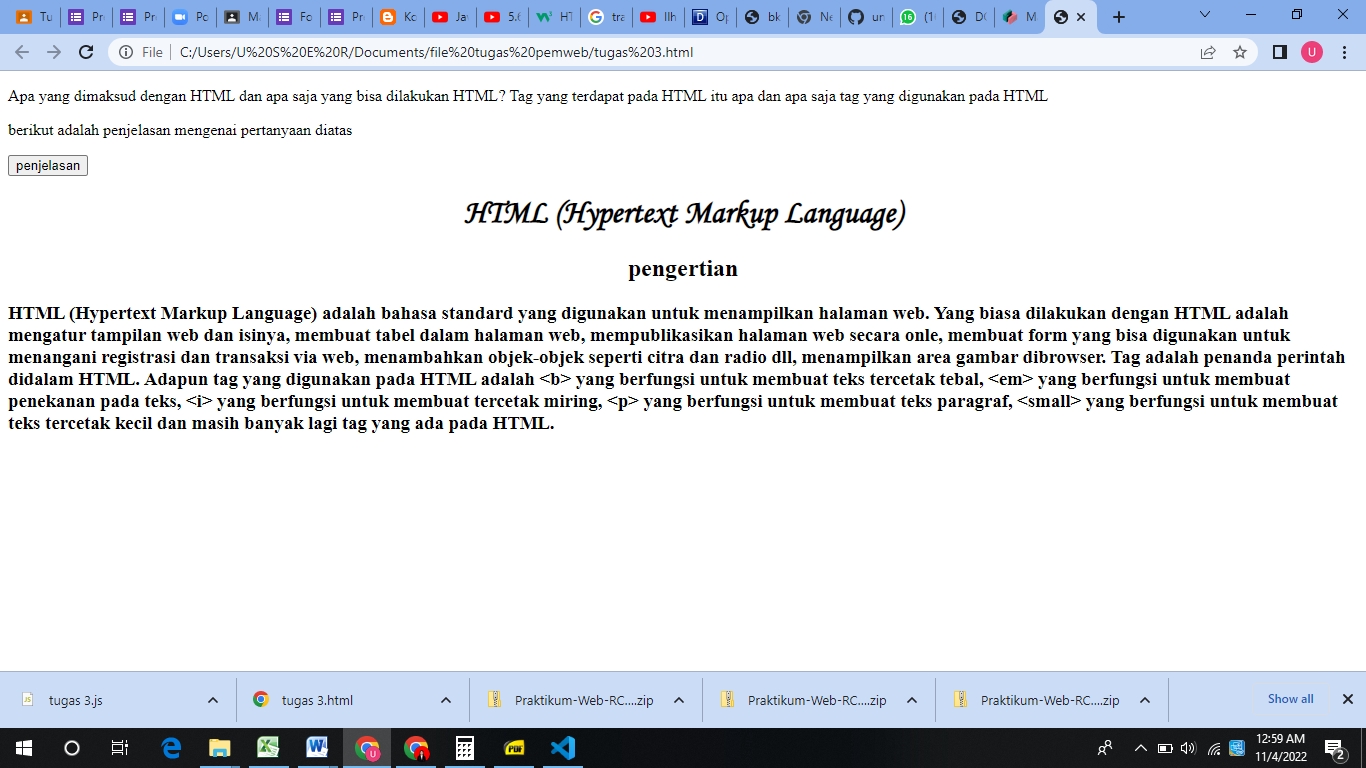 Tu
Pr
Pr
Pc
M
Fo
Pr
Ko
Ja
5.6
HT
tra
Ilh
Op
bk
Ne
un
(1
DO
M
File
C:/Users/U%20S%20E%20R/Documents/file%20tugas%20pemweb/tugas%203.html
U
Apa yang dimaksud dengan HTML dan apa saja yang bisa dilakukan HTML? Tag yang terdapat pada HTML itu apa dan apa saja tag yang digunakan pada HTML
berikut adalah penjelasan mengenai pertanyaan diatas
penjelasan
HTML (Hypertext Markup Language)
pengertian
HTML (Hypertext Markup Language) adalah bahasa standard yang digunakan untuk menampilkan halaman web. Yang biasa dilakukan dengan HTML adalah
mengatur tampilan web dan isinya, membuat tabel dalam halaman web, mempublikasikan halaman web secara onle, membuat form yang bisa digunakan untuk
menangani registrasi dan transaksi via web, menambahkan objek-objek seperti citra dan radio dll, menampilkan area gambar dibrowser. Tag adalah penanda perintah
didalam HTML. Adapun tag yang digunakan pada HTML adalah <b> yang berfungsi untuk membuat teks tercetak tebal, <em> yang berfungsi untuk membuat
penekanan pada teks, <i> yang berfungsi untuk membuat tercetak miring, <p> yang berfungsi untuk membuat teks paragraf, <small> yang berfungsi untuk membuat
teks tercetak kecil dan masih banyak lagi tag yang ada pada HTML.
tugas 3.js
tugas 3.html
Praktikum-Web-RC....zip
Praktikum-Web-RC....zip
Praktikum-Web-RC....zip
Show all
12:59 AM
11/4/2022
2